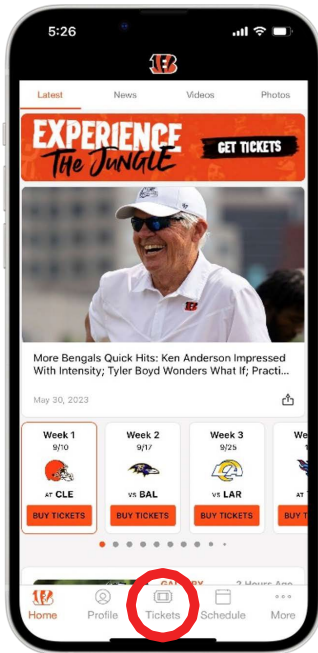 5:26
B
Latest News Videos Photos
EXPERIENCE
THE JUNGLE
GET TICKETS
More Bengals Quick Hits: Ken Anderson Impressed
With Intensity; Tyler Boyd Wonders What If; Practi...
May 30, 2023
Week 1
9/10
AT CLE
BUY TICKETS
Week 2
9/17
VS BAL
BUY TICKETS
Week 3
9/25
VS LAR
BUY TICKETS
We
AT
BUY T
2 Hours Ago
Home Profile Tickets Schedule More